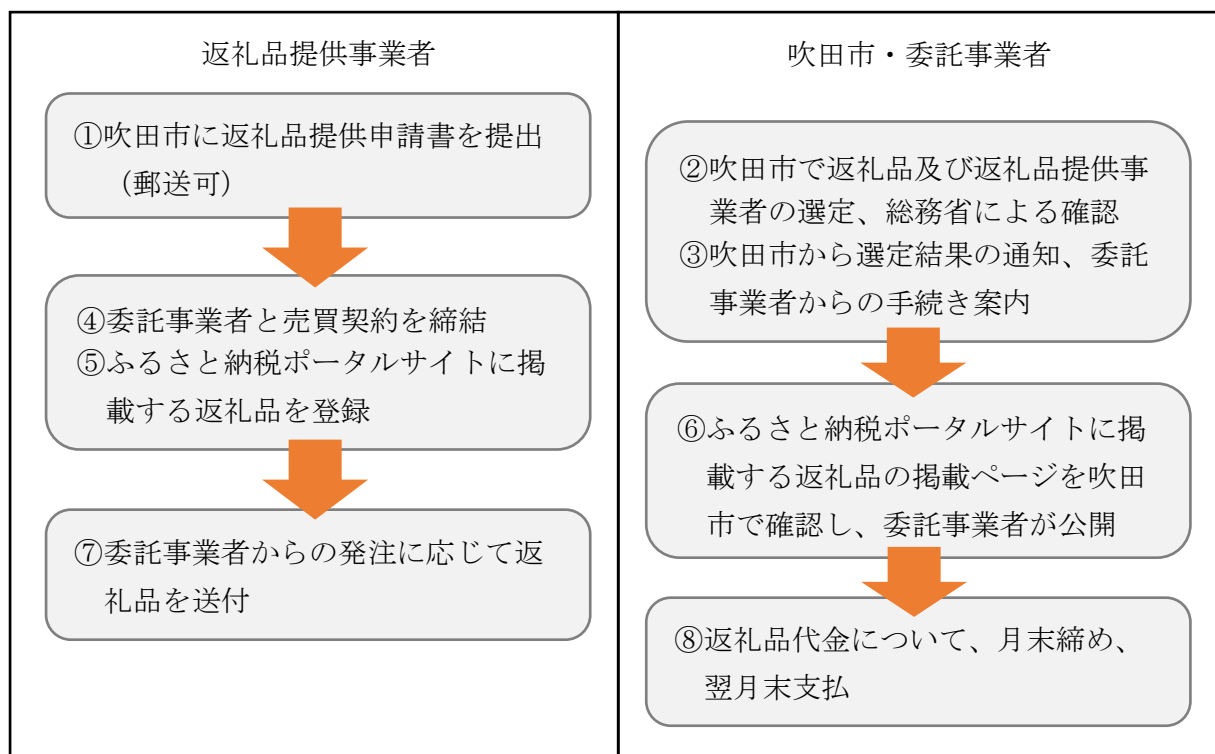 返礼品提供事業者
①吹田市に返礼品提供申請書を提出
（郵送可）
④委託事業者と売買契約を締結
⑤ふるさと納税ポータルサイトに掲
載する返礼品を登録
⑦委託事業者からの発注に応じて返
礼品を送付
吹田市・委託事業者
②吹田市で返礼品及び返礼品提供事
業者の選定、総務省による確認
③吹田市から選定結果の通知、委託
事業者からの手続き案内
⑥ふるさと納税ポータルサイトに掲
載する返礼品の掲載ページを吹田
市で確認し、委託事業者が公開
⑧返礼品代金について、月末締め、
翌月末支払